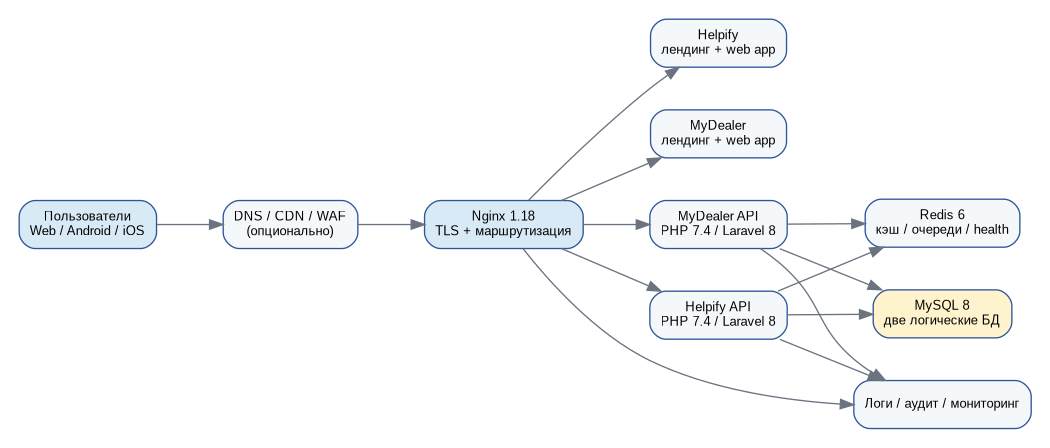 Helpify
лендинг + web app
MyDealer
лендинг + web app
Пользователи
Web / Android / iOS
DNS / CDN / WAF
(опционально)
Nginx 1.18
TLS + маршрутизация
MyDealer API
PHP 7.4 / Laravel 8
Redis 6
кэш / очереди / health
Helpify API
PHP 7.4 / Laravel 8
MySQL 8
две логические БД
Логи / аудит / мониторинг